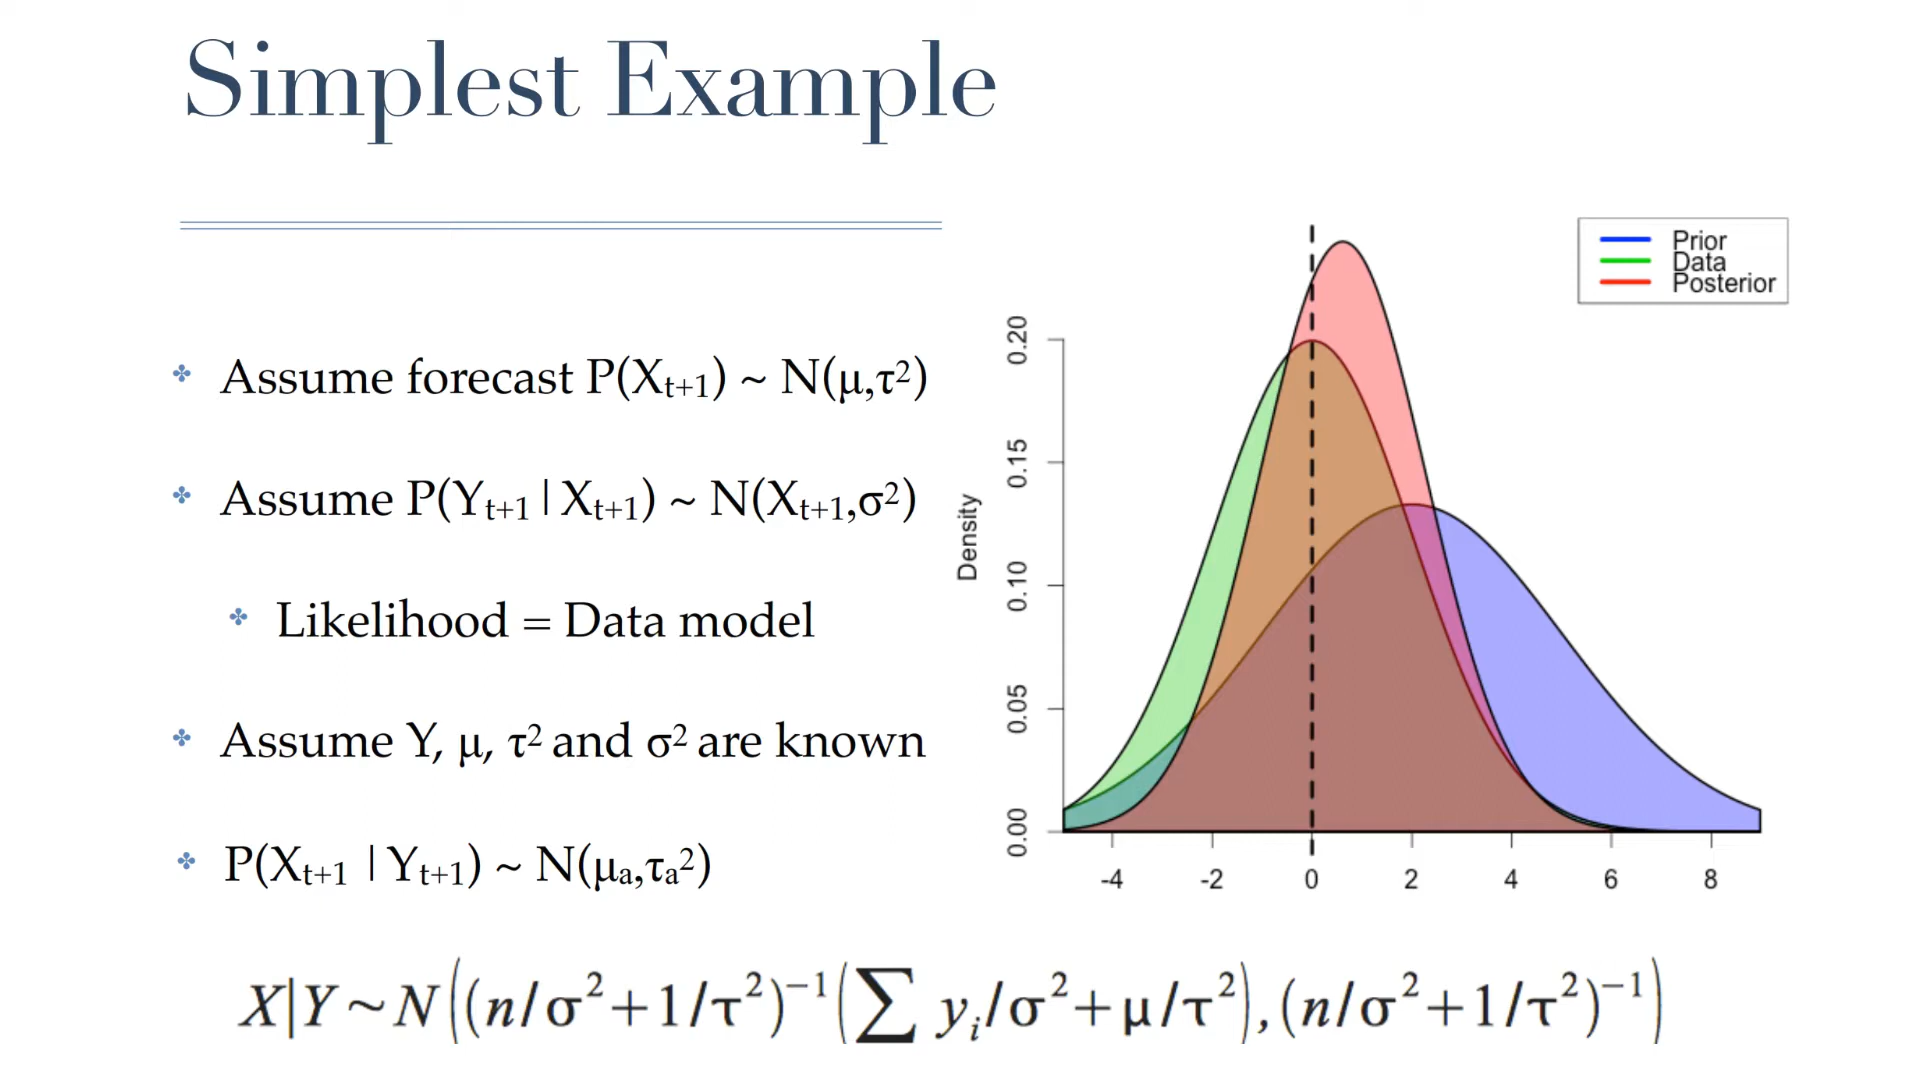 Simplest Example
Assume forecast P(Xt+1) ~ N(μ,τ²)
Assume P(Yt+1|Xt+1) ~ N(Xt+1,σ²)
Likelihood = Data model
Assume Y, μ, τ² and σ² are known
P(Xt+1 |Yt+1) ~ N(μa,τa²)
Prior
Data
Posterior
Density
0.00 0.05 0.10 0.15 0.20
-4 -2 0 2 4 6 8
X|Y~N((n/σ²+1/τ²)⁻¹(∑ yᵢ/σ²+μ/τ²),(n/σ²+1/τ²)⁻¹)